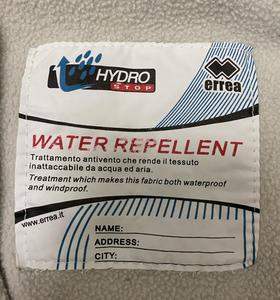 HYDRO
STOP
errea
WATER REPELLENT
Trattamento antivento che rende il tessuto
inattaccabile da acqua ed aria.
Treatment which makes this fabric both waterproof
and windproof.
www.errea.it
NAME:
ADDRESS:
CITY: